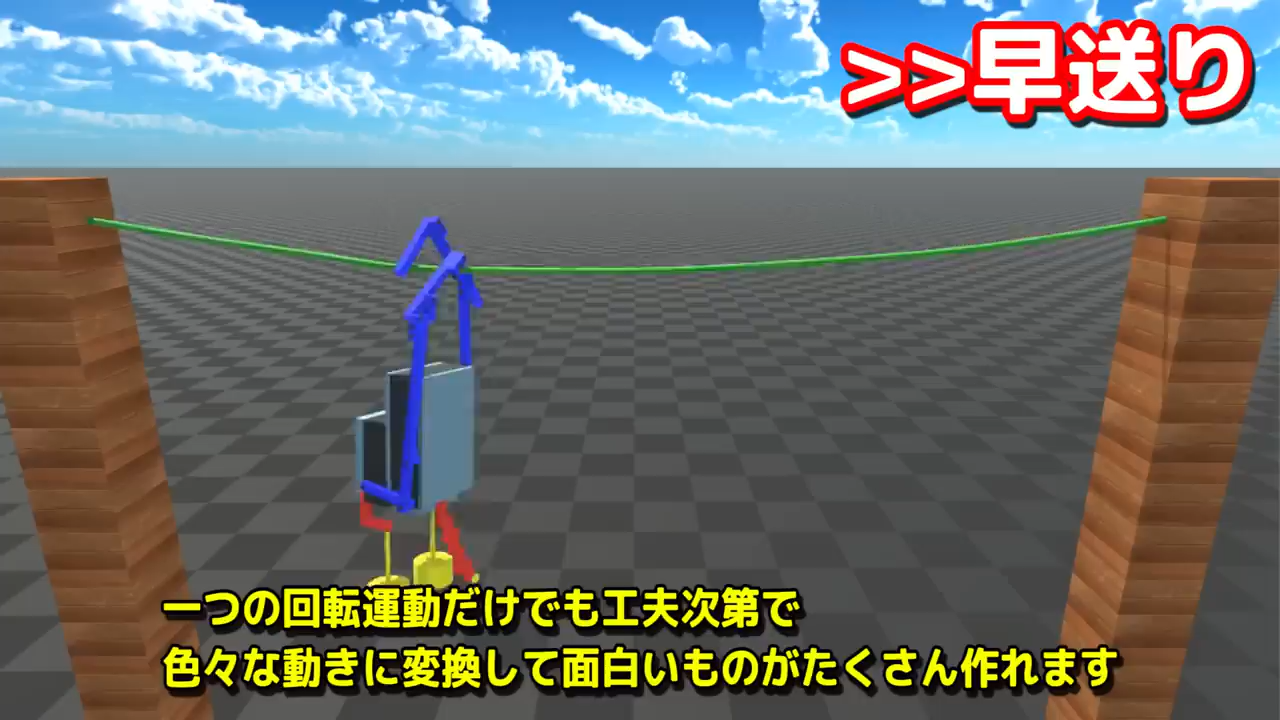 >>早送り
一つの回転運動だけでも工夫次第で
色々な動きに変換して面白いものがたくさん作れます